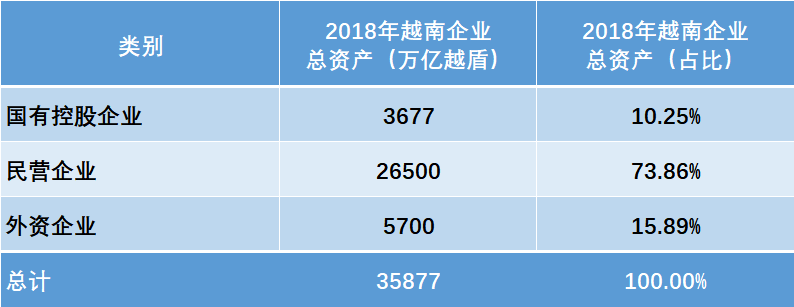 类别 2018年越南企业 2018年越南企业
总资产（万亿越盾） 总资产（占比）
国有控股企业 3677 10.25%
民营企业 26500 73.86%
外资企业 5700 15.89%
总计 35877 100.00%